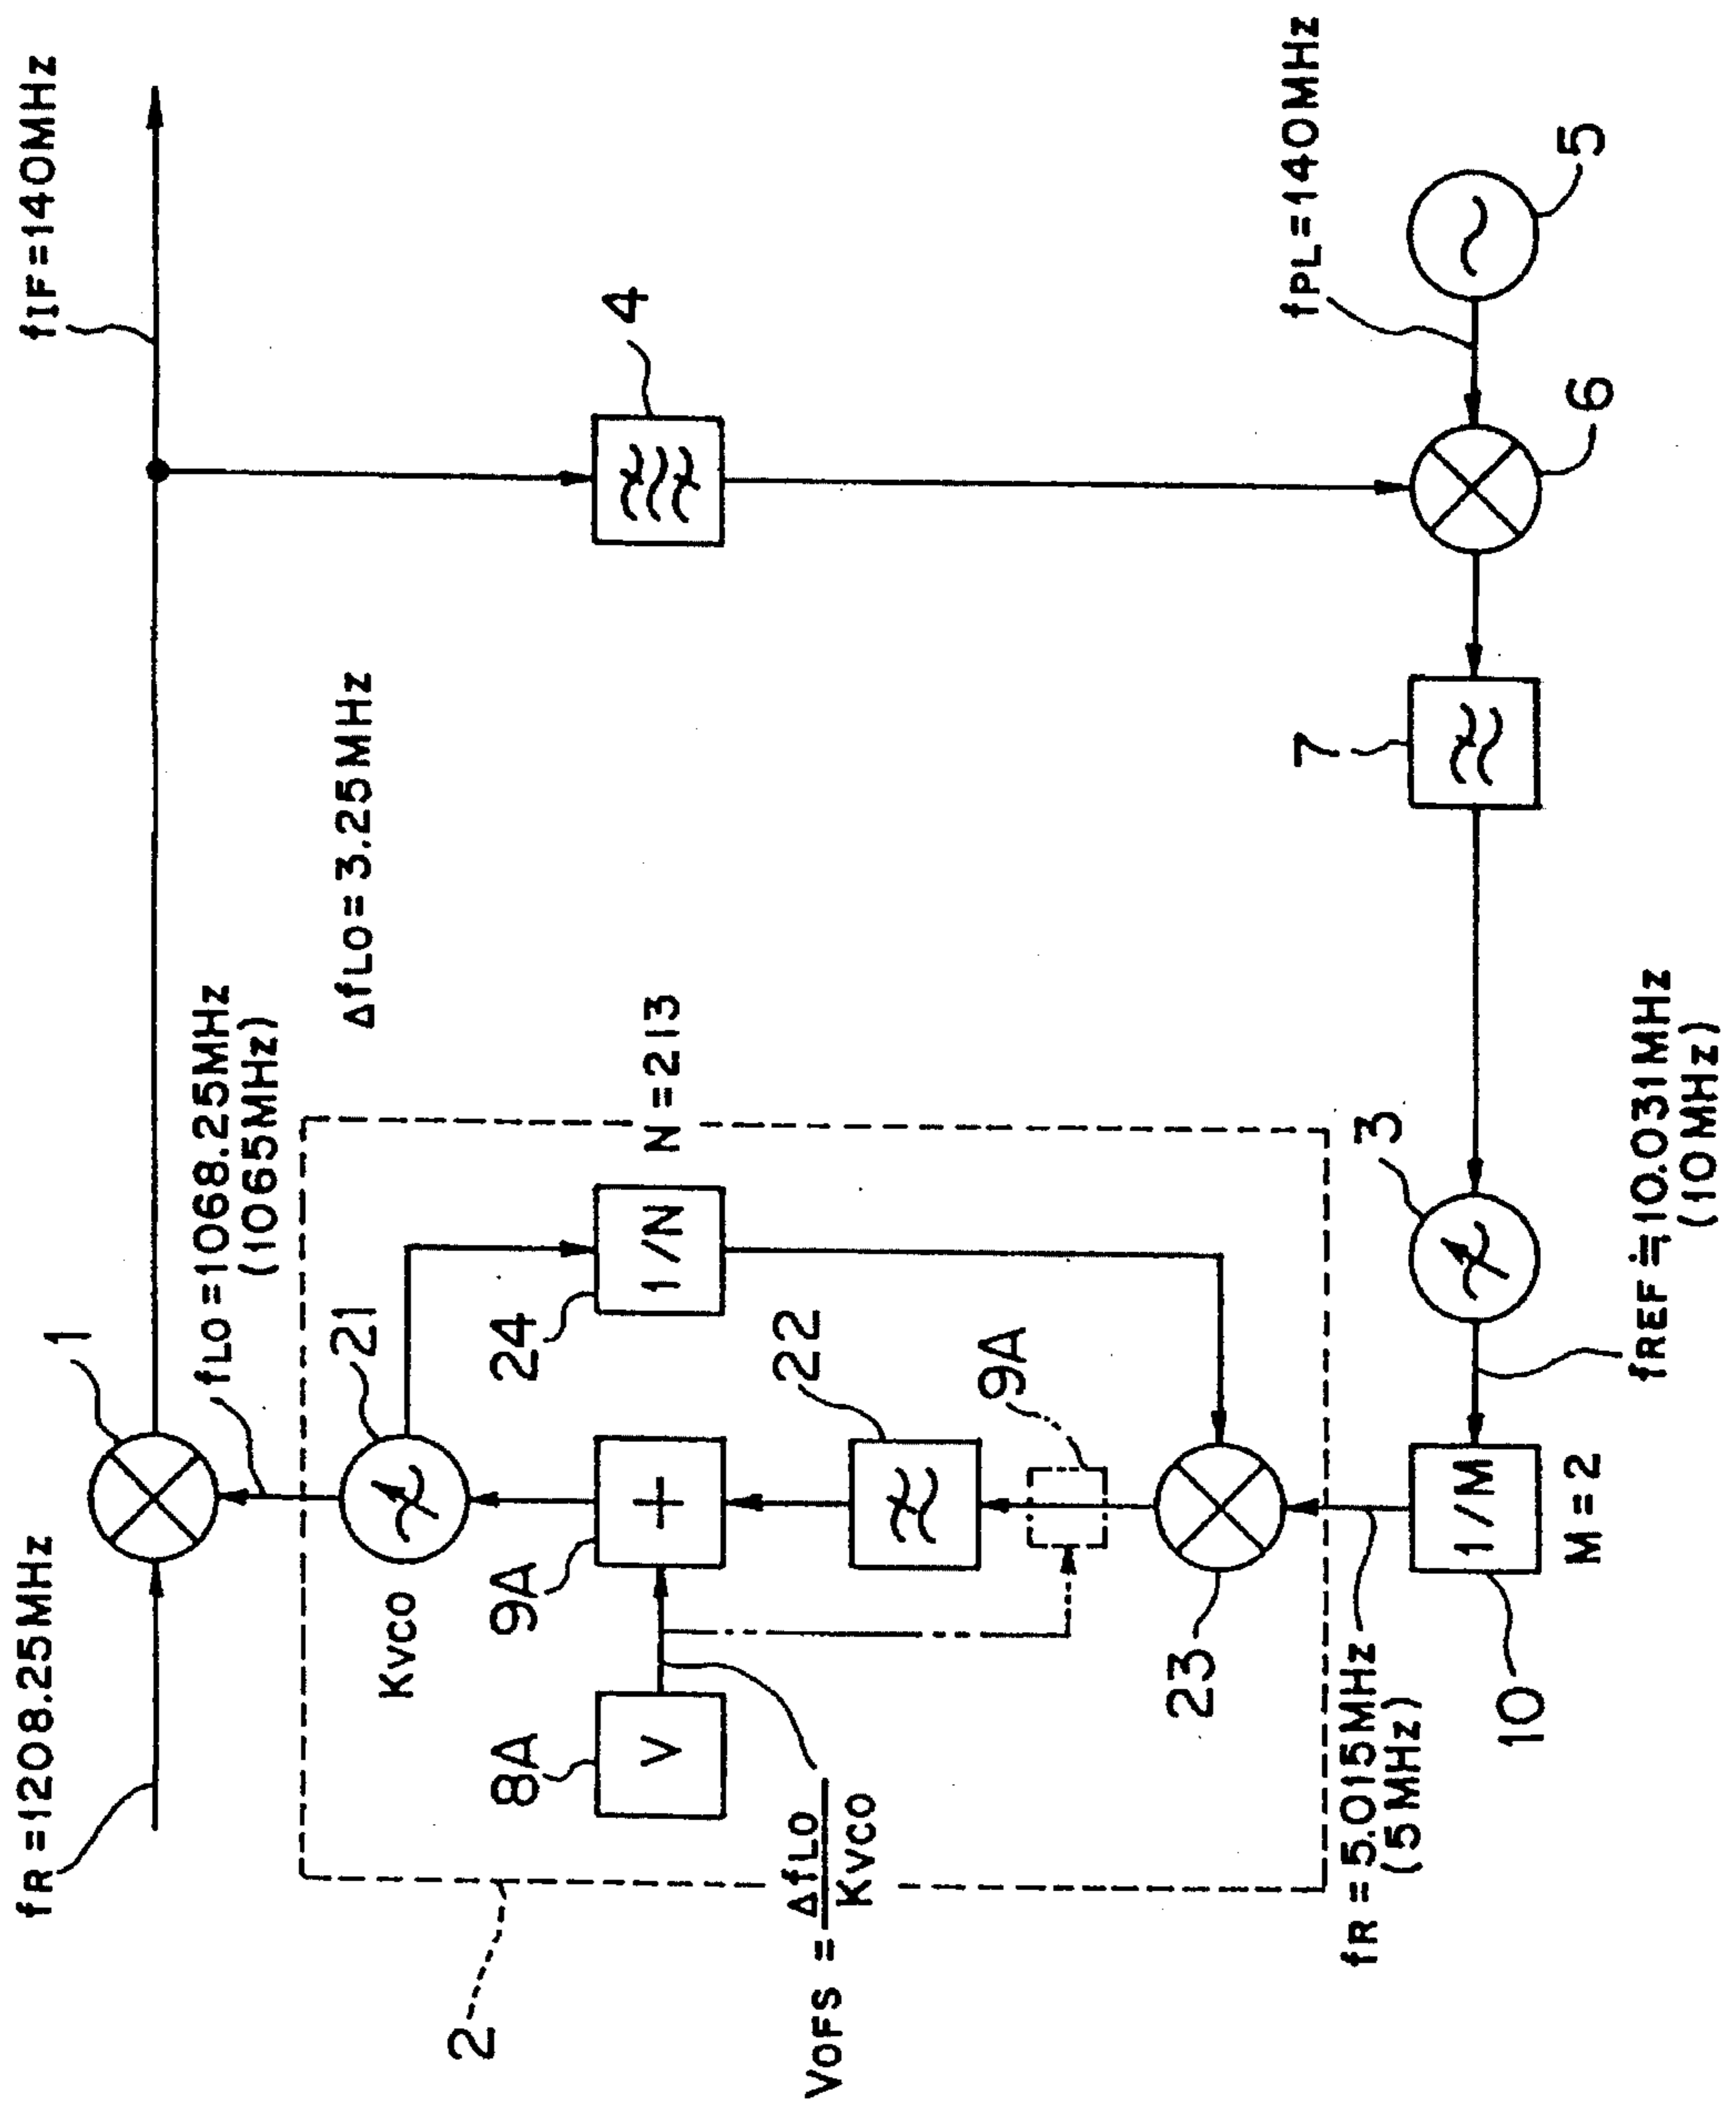 fR=1208.25MHz
1
fIF=140MHz
fLO=1068.25MHz
(1065MHz)
ΔfLO=3.25MHz
2
KVCO
21
8A
V
9A
+
24
1/N
N=213
4
22
9A
VOFS = ΔfLO
KVCO
23
fR=5.015MHz
(5MHz)
10
1/M
M=2
3
fREF≒10.031MHz
(10MHz)
7
6
fPL=140MHz
5